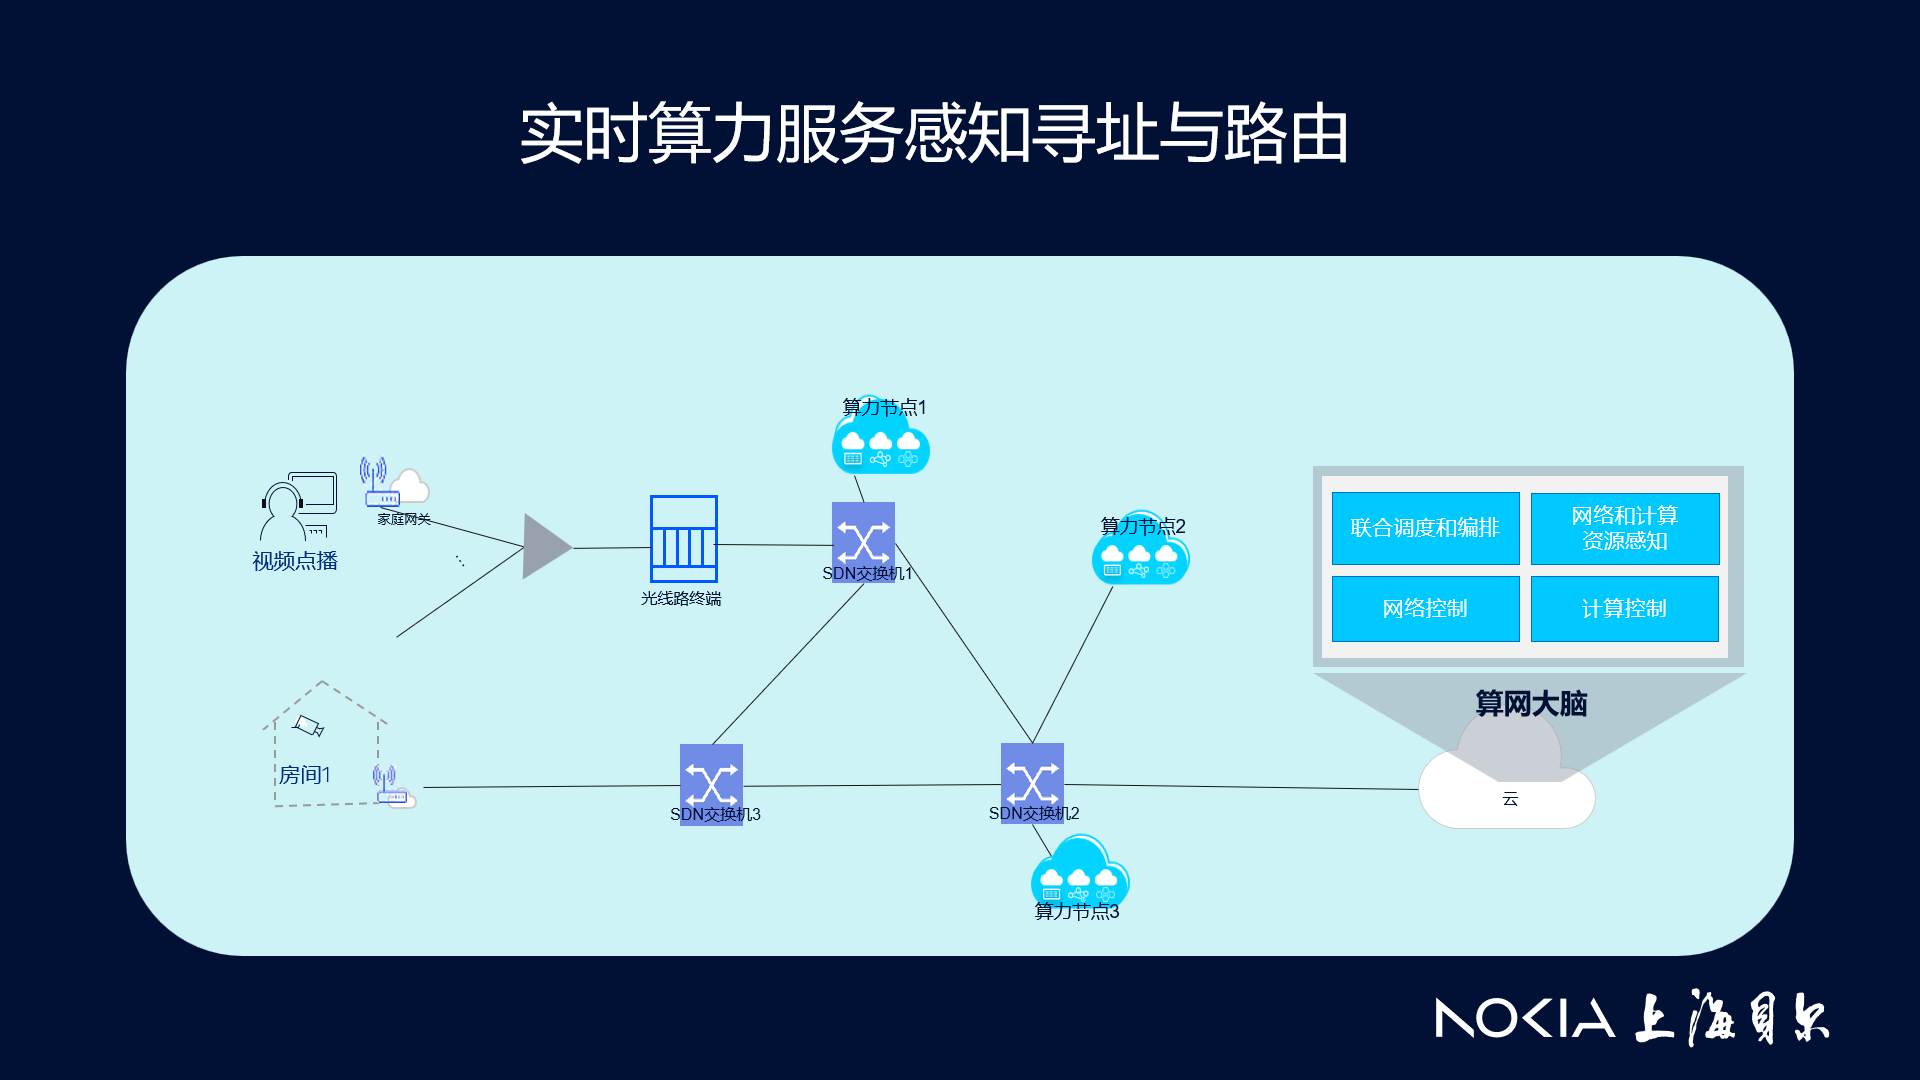 实时算力服务感知寻址与路由
算力节点1
视频点播
家庭网关
光线路终端
SDN交换机1
算力节点2
联合调度和编排
网络和计算
资源感知
网络控制
计算控制
算网大脑
房间1
SDN交换机3
SDN交换机2
云
算力节点3
NOKIA 上海贝尔